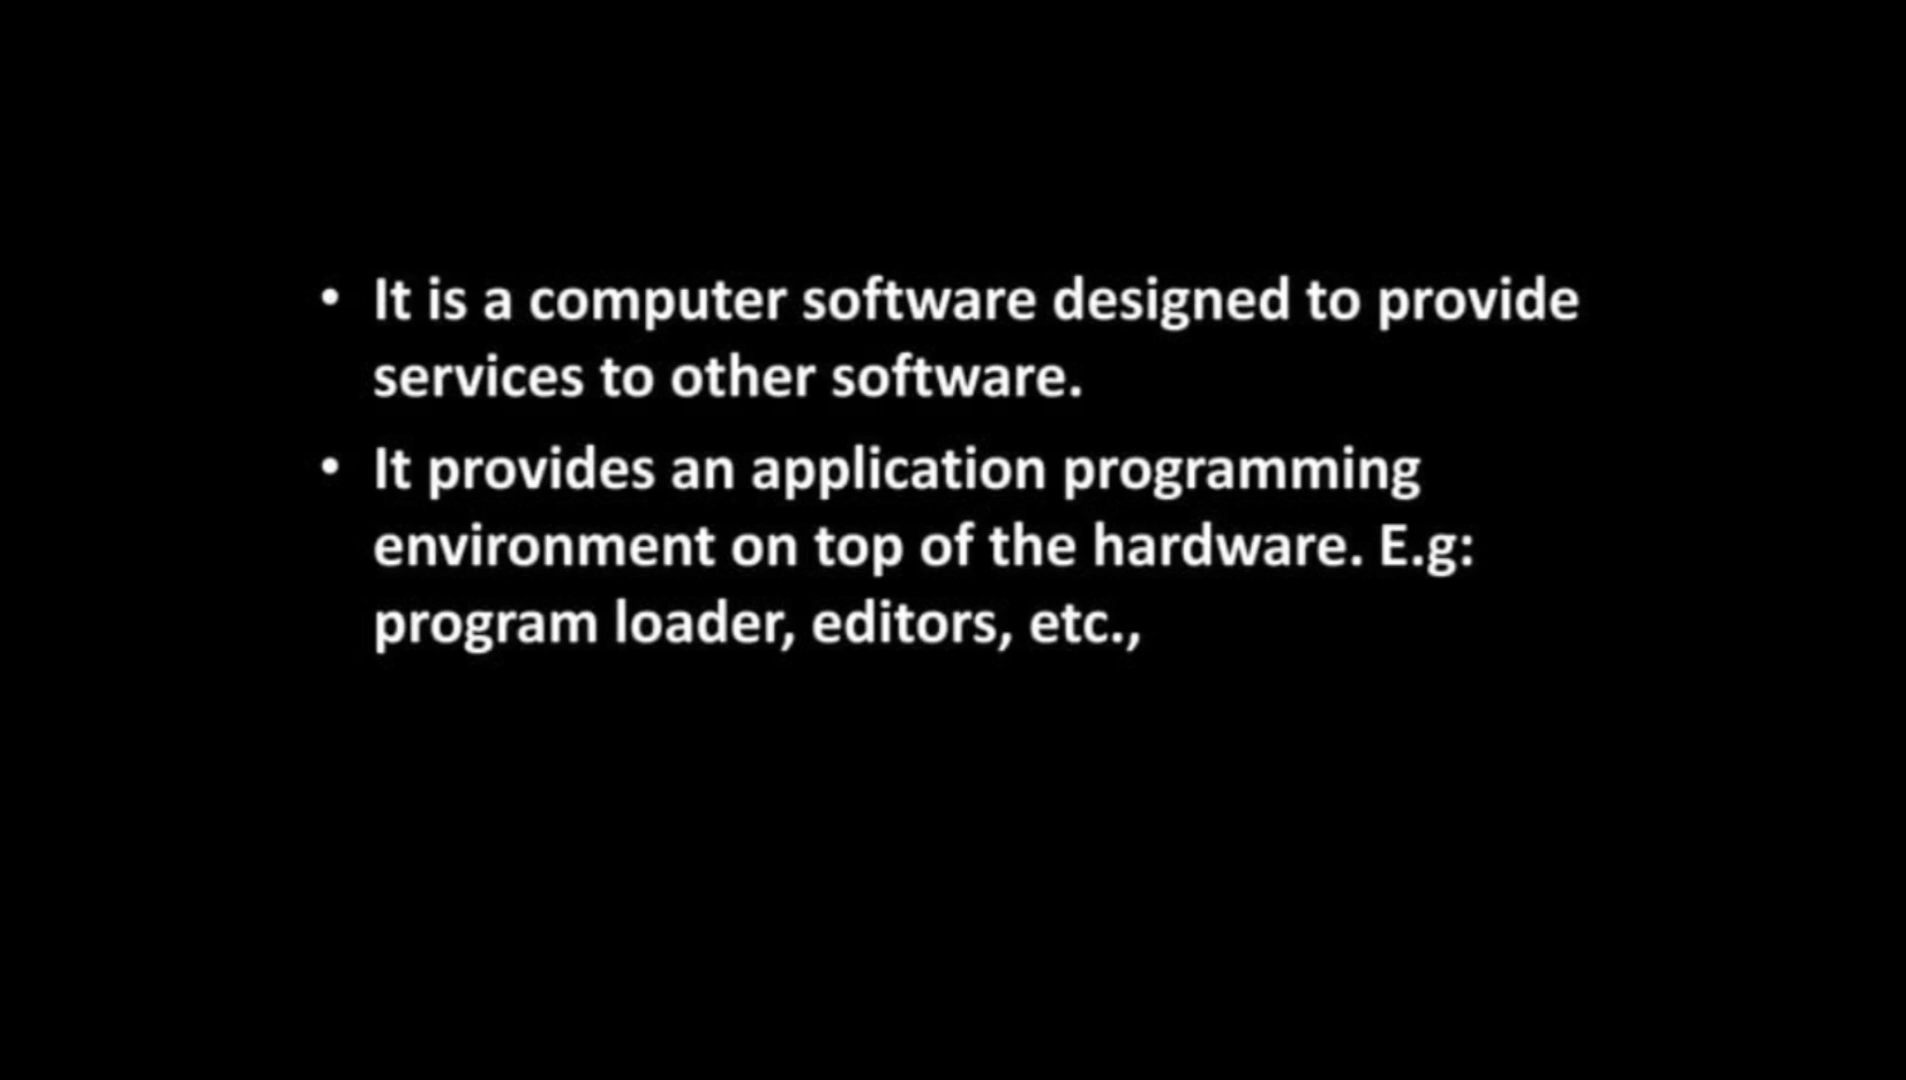 • It is a computer software designed to provide
services to other software.
• It provides an application programming
environment on top of the hardware. E.g:
program loader, editors, etc.,